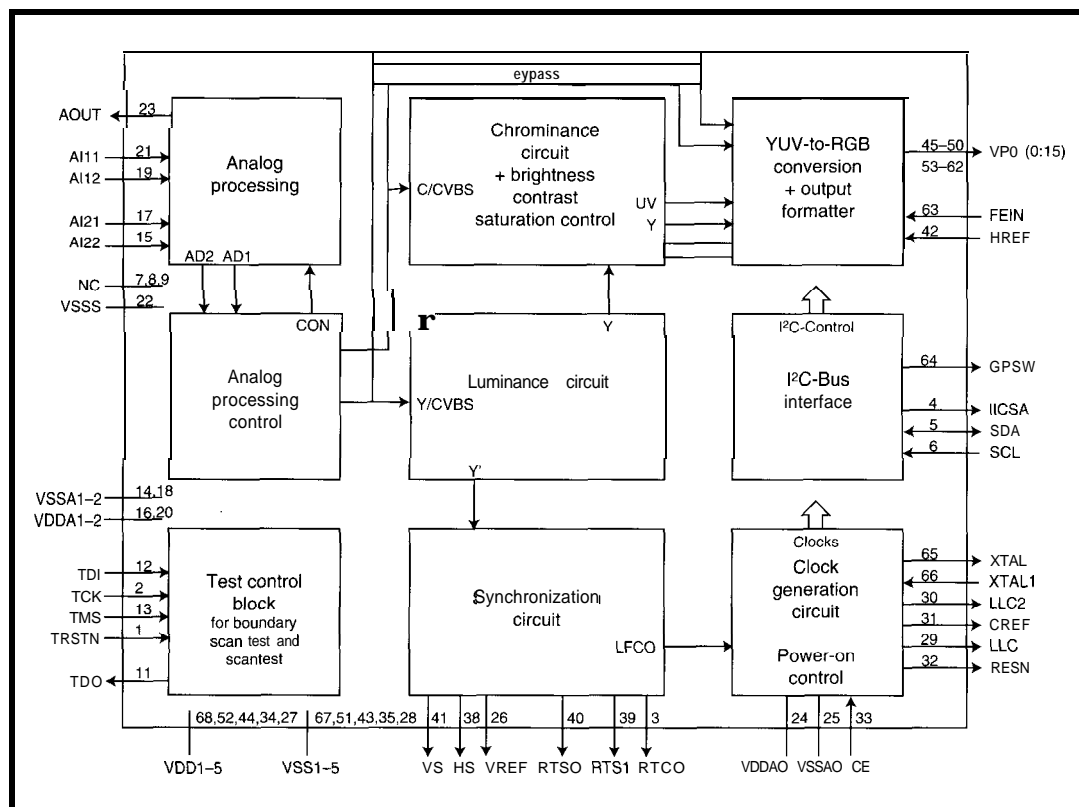 eypass
AOUT 23
AI11 21
AI12 19
AI21 17
AI22 15
NC 7,8,9
VSSS 22
Analog
processing
AD2 AD1
Chrominance
circuit
+ brightness
contrast
saturation control
C/CVBS
UV
Y
YUV-to-RGB
conversion
+ output
formatter
45–50 VP0 (0:15)
53–62
63 FEIN
42 HREF
CON
Analog
processing
control
r
Y
Luminance circuit
Y/CVBS
Y'
I²C-Control
I²C-Bus
interface
64 GPSW
4 IICSA
5 SDA
6 SCL
VSSA1–2 14,18
VDDA1–2 16,20
TDI 12
TCK 2
TMS 13
TRSTN 1
TDO 11
Test control
block
for boundary
scan test and
scantest
Synchronization
circuit
LFCO
Clocks
Clock
generation
circuit
Power-on
control
65 XTAL
66 XTAL1
30 LLC2
31 CREF
29 LLC
32 RESN
68,52,44,34,27 67,51,43,35,28 41 38 26 40 39 3 24 25 33
VDD1–5 VSS1–5 VS HS VREF RTSO RTS1 RTCO VDDAO VSSAO CE